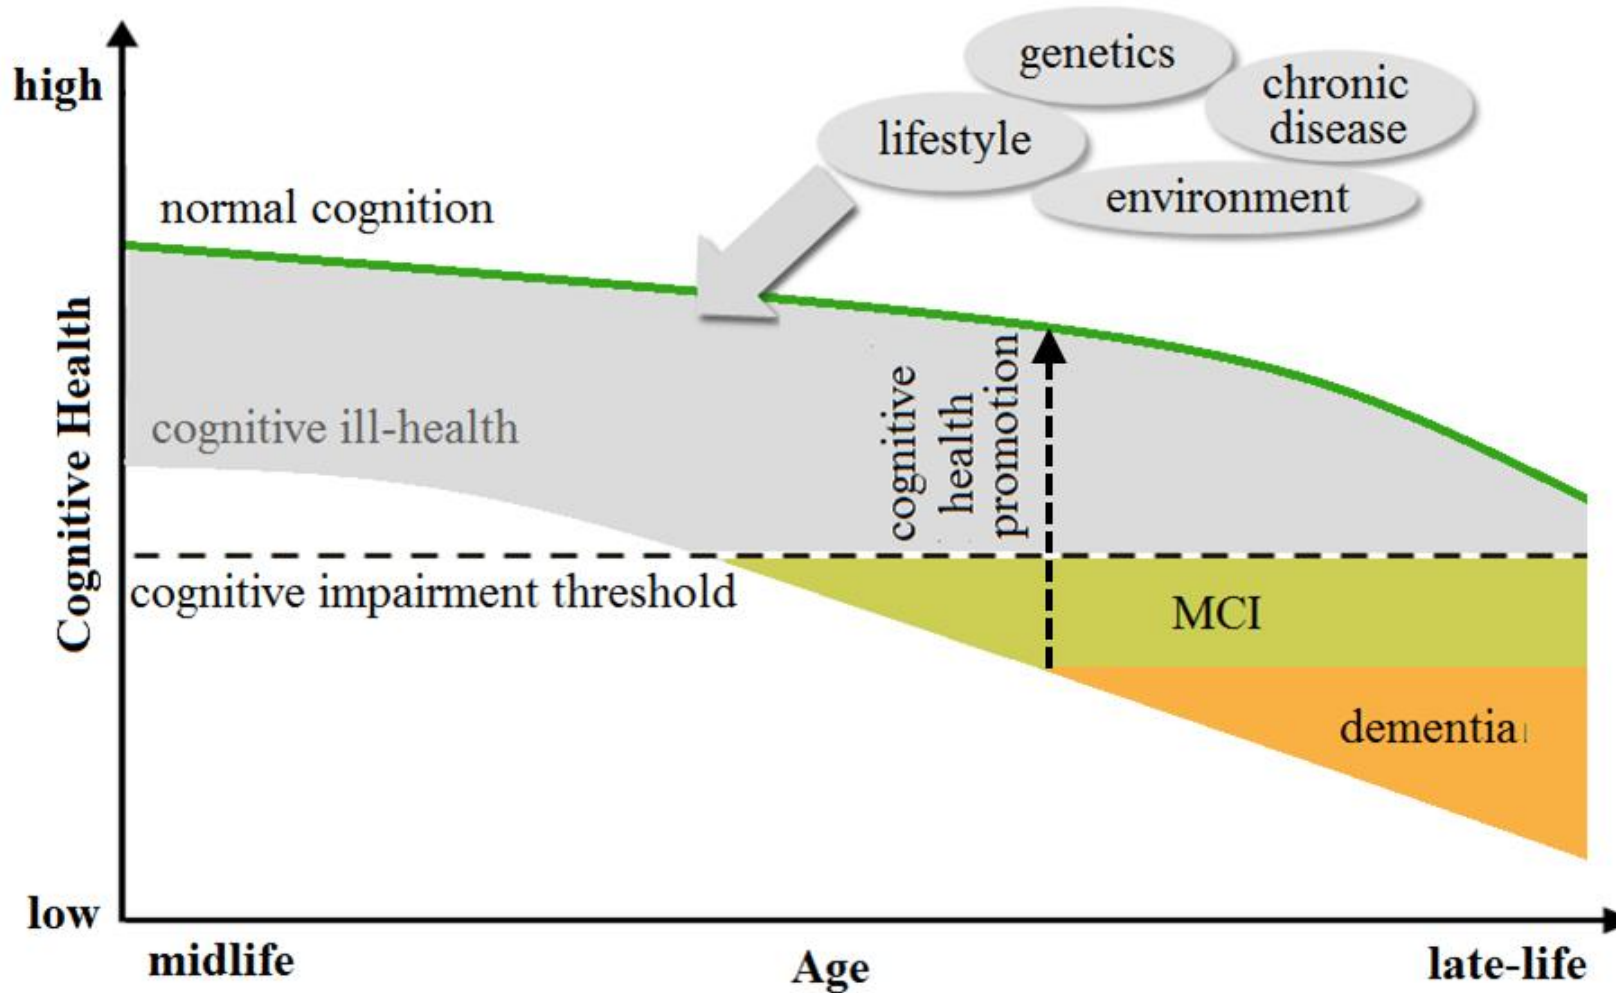 high
genetics
chronic
disease
lifestyle
environment
normal cognition
Cognitive Health
cognitive ill-health
cognitive
health
promotion
cognitive impairment threshold
MCI
dementia
low
midlife
Age
late-life